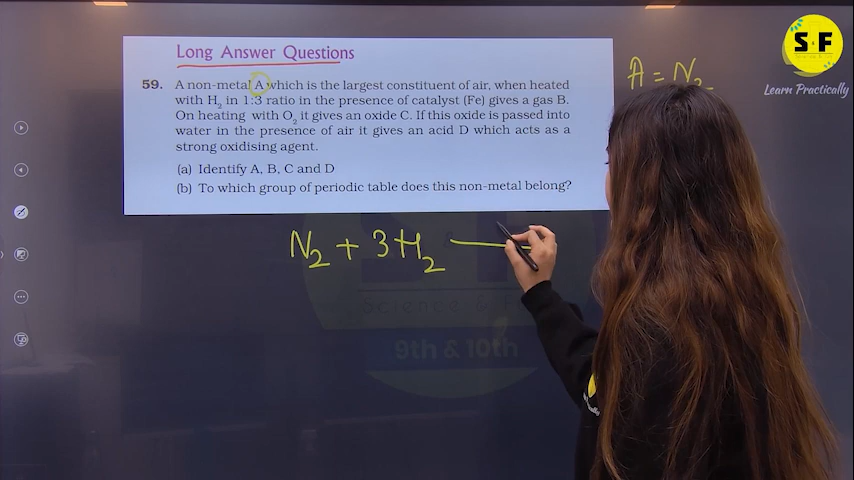 Long Answer Questions
59. A non-metal A which is the largest constituent of air, when heated
with H₂ in 1:3 ratio in the presence of catalyst (Fe) gives a gas B.
On heating with O₂ it gives an oxide C. If this oxide is passed into
water in the presence of air it gives an acid D which acts as a
strong oxidising agent.
(a) Identify A, B, C and D
(b) To which group of periodic table does this non-metal belong?
A = N₂
N₂ + 3H₂
S F
Learn Practically
9th & 10th